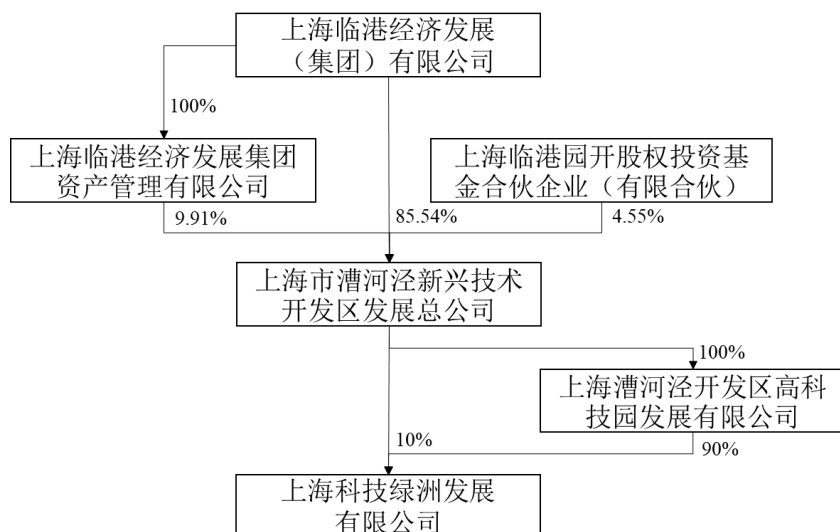 上海临港经济发展
（集团）有限公司
100%
上海临港经济发展集团
资产管理有限公司
上海临港园开股权投资基
金合伙企业（有限合伙）
9.91%
85.54%
4.55%
上海市漕河泾新兴技术
开发区发展总公司
100%
上海漕河泾开发区高科
技园发展有限公司
10%
90%
上海科技绿洲发展
有限公司